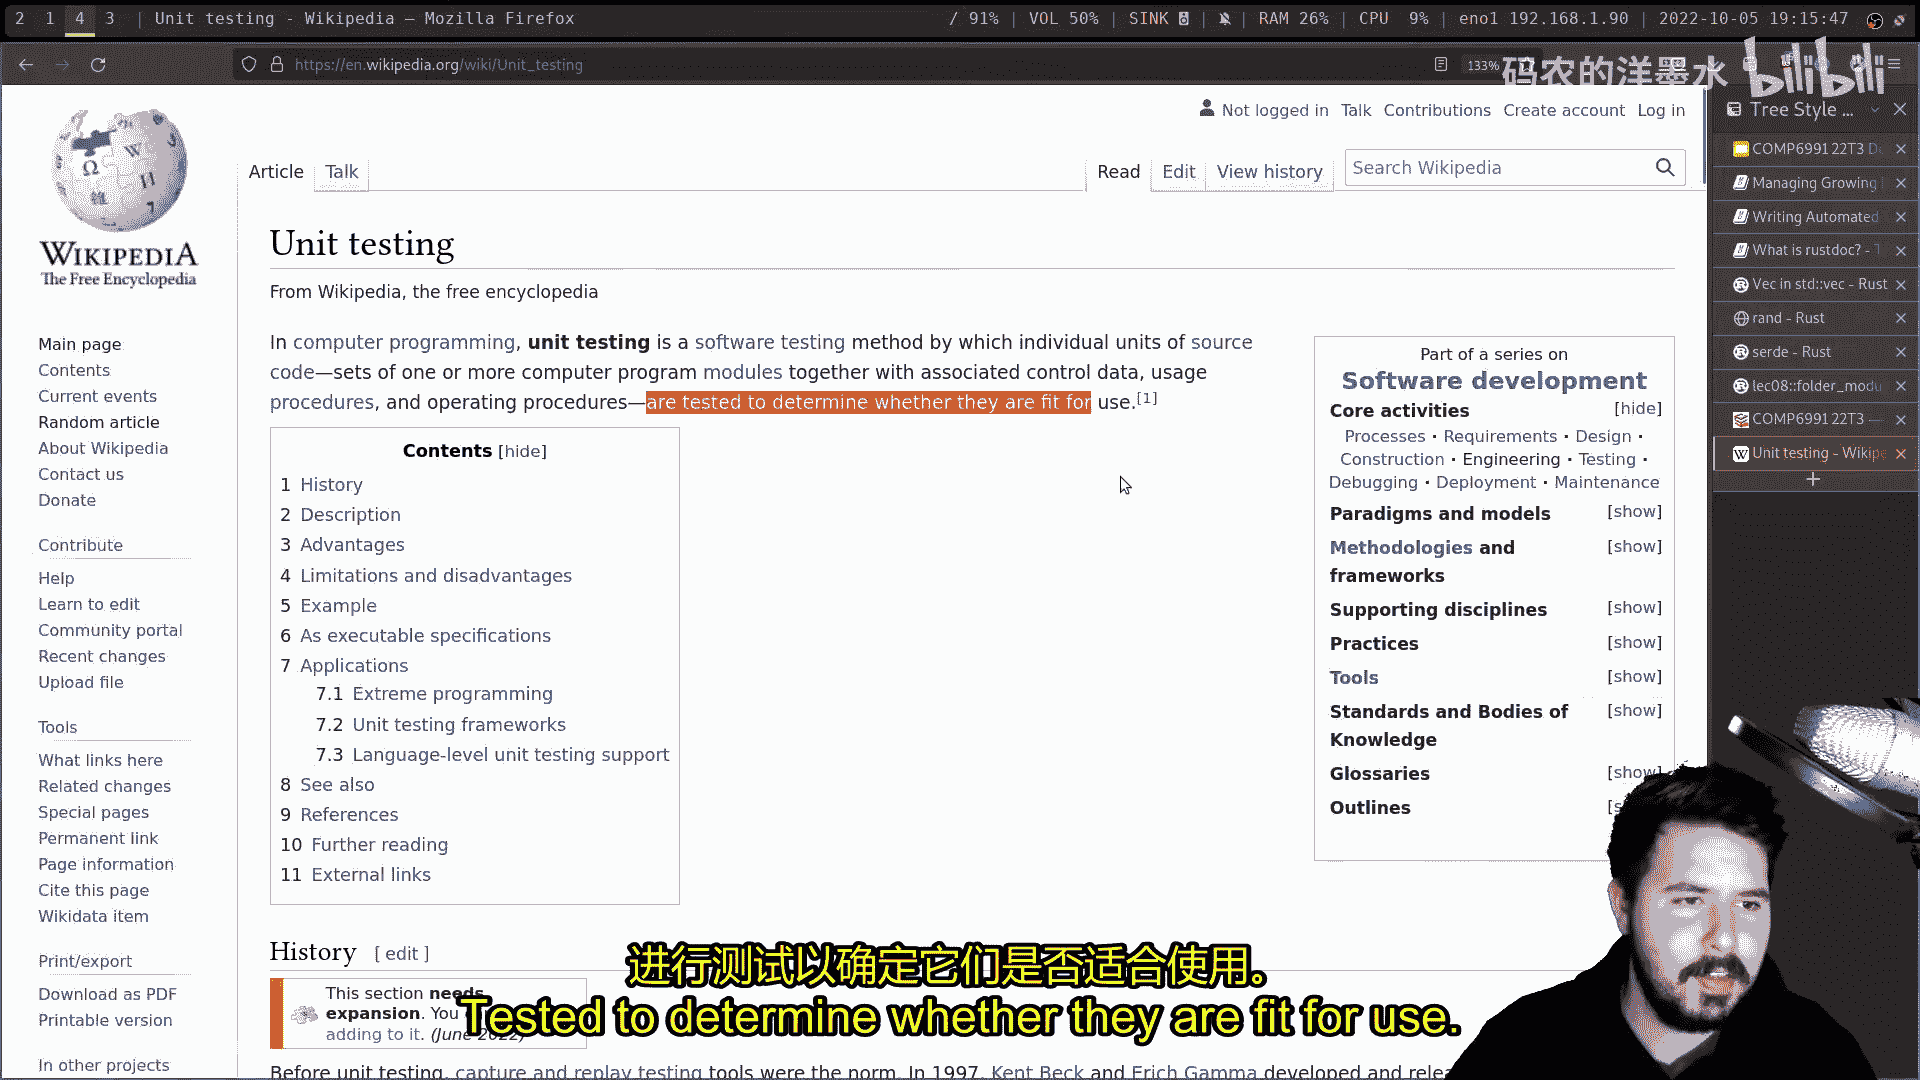 2 1 4 3 | Unit testing - Wikipedia — Mozilla Firefox
/ 91% | VOL 50% | SINK | RAM 26% | CPU 9% | eno1 192.168.1.90 | 2022-10-05 19:15:47
https://en.wikipedia.org/wiki/Unit_testing
133%
码农的洋墨水 bilibili
Tree Style ...
COMP6991 22T3
Managing Growing
Writing Automated
What is rustdoc? -
Vec in std::vec - Rust
rand - Rust
serde - Rust
lec08::folder_modu
COMP6991 22T3 —
Unit testing - Wikipe
+
WIKIPEDIA
The Free Encyclopedia
Main page
Contents
Current events
Random article
About Wikipedia
Contact us
Donate
Contribute
Help
Learn to edit
Community portal
Recent changes
Upload file
Tools
What links here
Related changes
Special pages
Permanent link
Page information
Cite this page
Wikidata item
Print/export
Download as PDF
Printable version
In other projects
Not logged in Talk Contributions Create account Log in
Article Talk
Read Edit View history
Search Wikipedia
Unit testing
From Wikipedia, the free encyclopedia
In computer programming, unit testing is a software testing method by which individual units of source
code—sets of one or more computer program modules together with associated control data, usage
procedures, and operating procedures—are tested to determine whether they are fit for use.[1]
Contents [hide]
1 History
2 Description
3 Advantages
4 Limitations and disadvantages
5 Example
6 As executable specifications
7 Applications
7.1 Extreme programming
7.2 Unit testing frameworks
7.3 Language-level unit testing support
8 See also
9 References
10 Further reading
11 External links
Part of a series on
Software development
Core activities [hide]
Processes · Requirements · Design ·
Construction · Engineering · Testing ·
Debugging · Deployment · Maintenance
Paradigms and models [show]
Methodologies and [show]
frameworks
Supporting disciplines [show]
Practices [show]
Tools [show]
Standards and Bodies of [show]
Knowledge
Glossaries [show]
Outlines
History [ edit ]
This section needs
expansion. You
adding to it. (June 2022)
进行测试以确定它们是否适合使用。
Tested to determine whether they are fit for use.
Before unit testing, capture and replay testing tools were the norm. In 1997, Kent Beck and Erich Gamma developed and